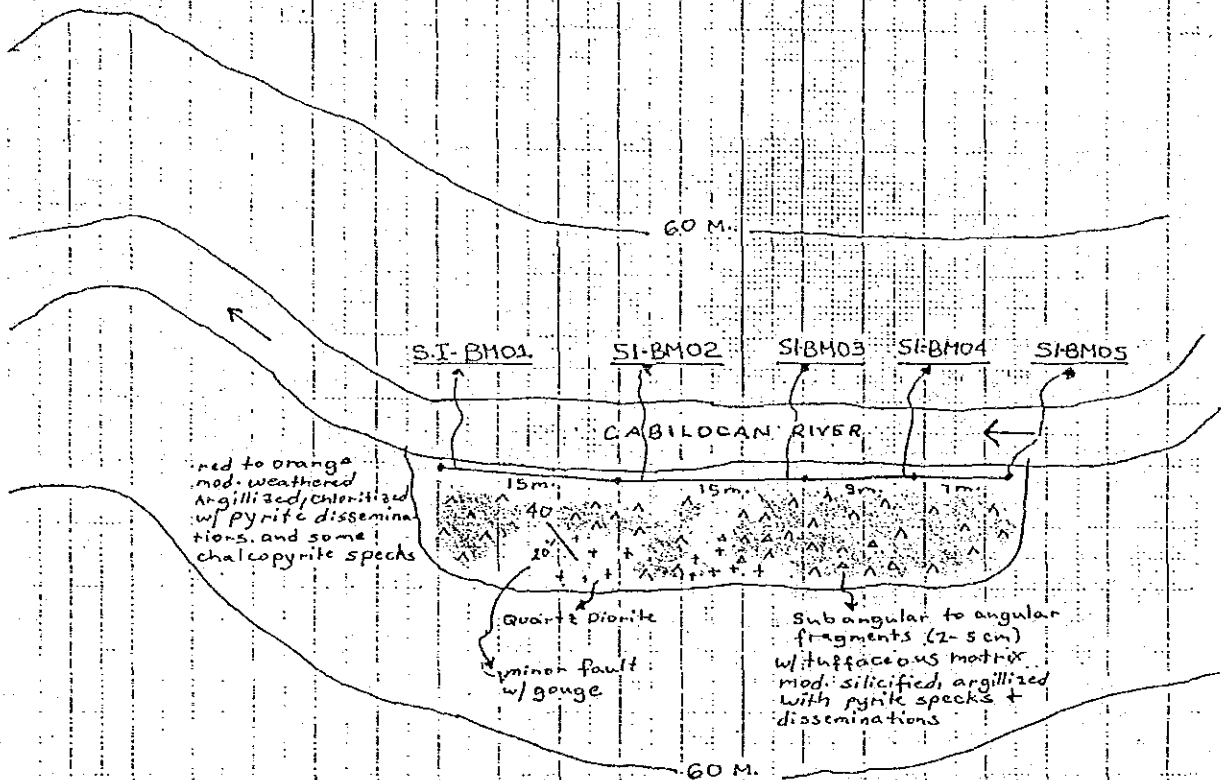 60 M.
S.I-BM01
SI-BM02
SI-BM03
SI-BM04
SI-BM05
CABILOCAN RIVER
15m.
15m.
9m.
7m.
red to orange
mod. weathered
Argillized, chloritized
w/ pyrite dissemina
tions. and some
chalcopyrite specks
40
20°
Quartz Diorite
minor fault
w/ gouge
Subangular to angular
fragments (2-5 cm)
w/ tuffaceous matrix
mod. silicified, argillized
with pyrite specks +
disseminations
60 M.